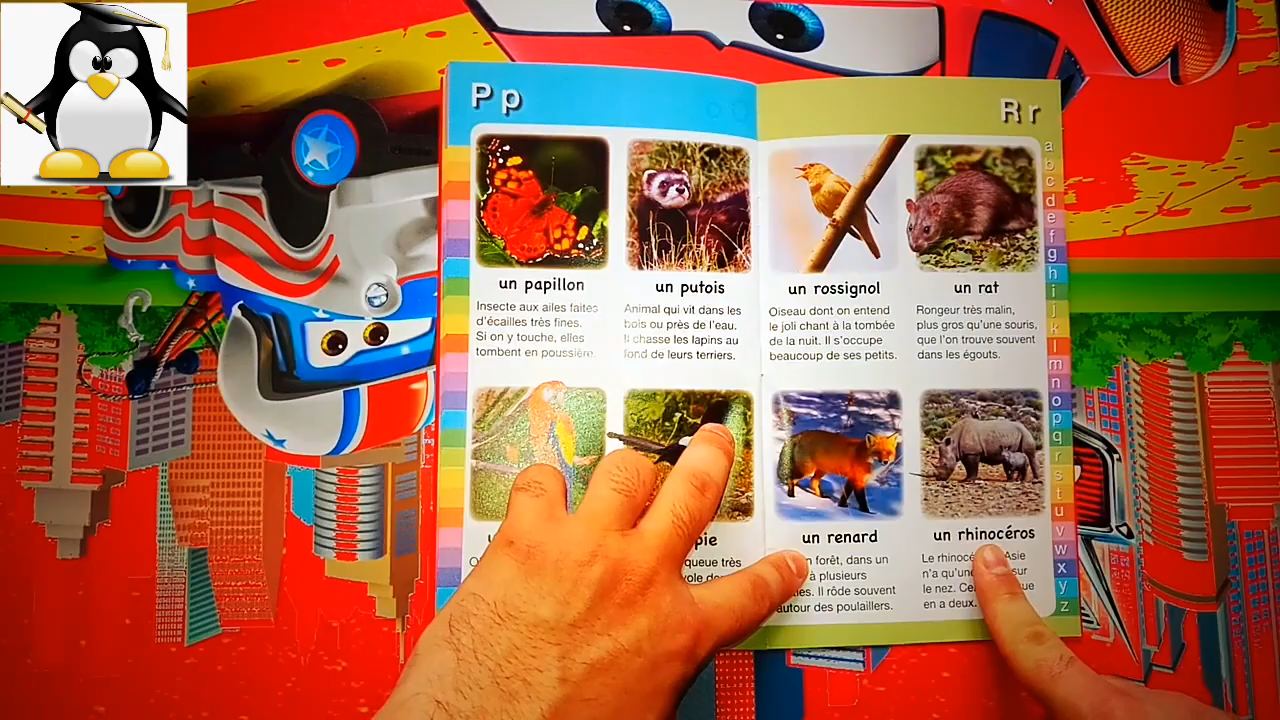 P p
un papillon
Insecte aux ailes faites
d'écailles très fines.
Si on y touche, elles
tombent en poussière.
un putois
Animal qui vit dans les
bois ou près de l'eau.
Il chasse les lapins au
fond de leurs terriers.
pie
queue très
R r
un rossignol
Oiseau dont on entend
le joli chant à la tombée
de la nuit. Il s'occupe
beaucoup de ses petits.
un rat
Rongeur très malin,
plus gros qu'une souris,
que l'on trouve souvent
dans les égouts.
un renard
forêt, dans un
à plusieurs
Il rôde souvent
autour des poulaillers.
un rhinocéros
Le Asie
n'a sur
le nez.
en a deux.
a
b
c
d
e
f
g
h
i
j
k
l
m
n
o
p
q
r
s
t
u
v
w
x
y
z